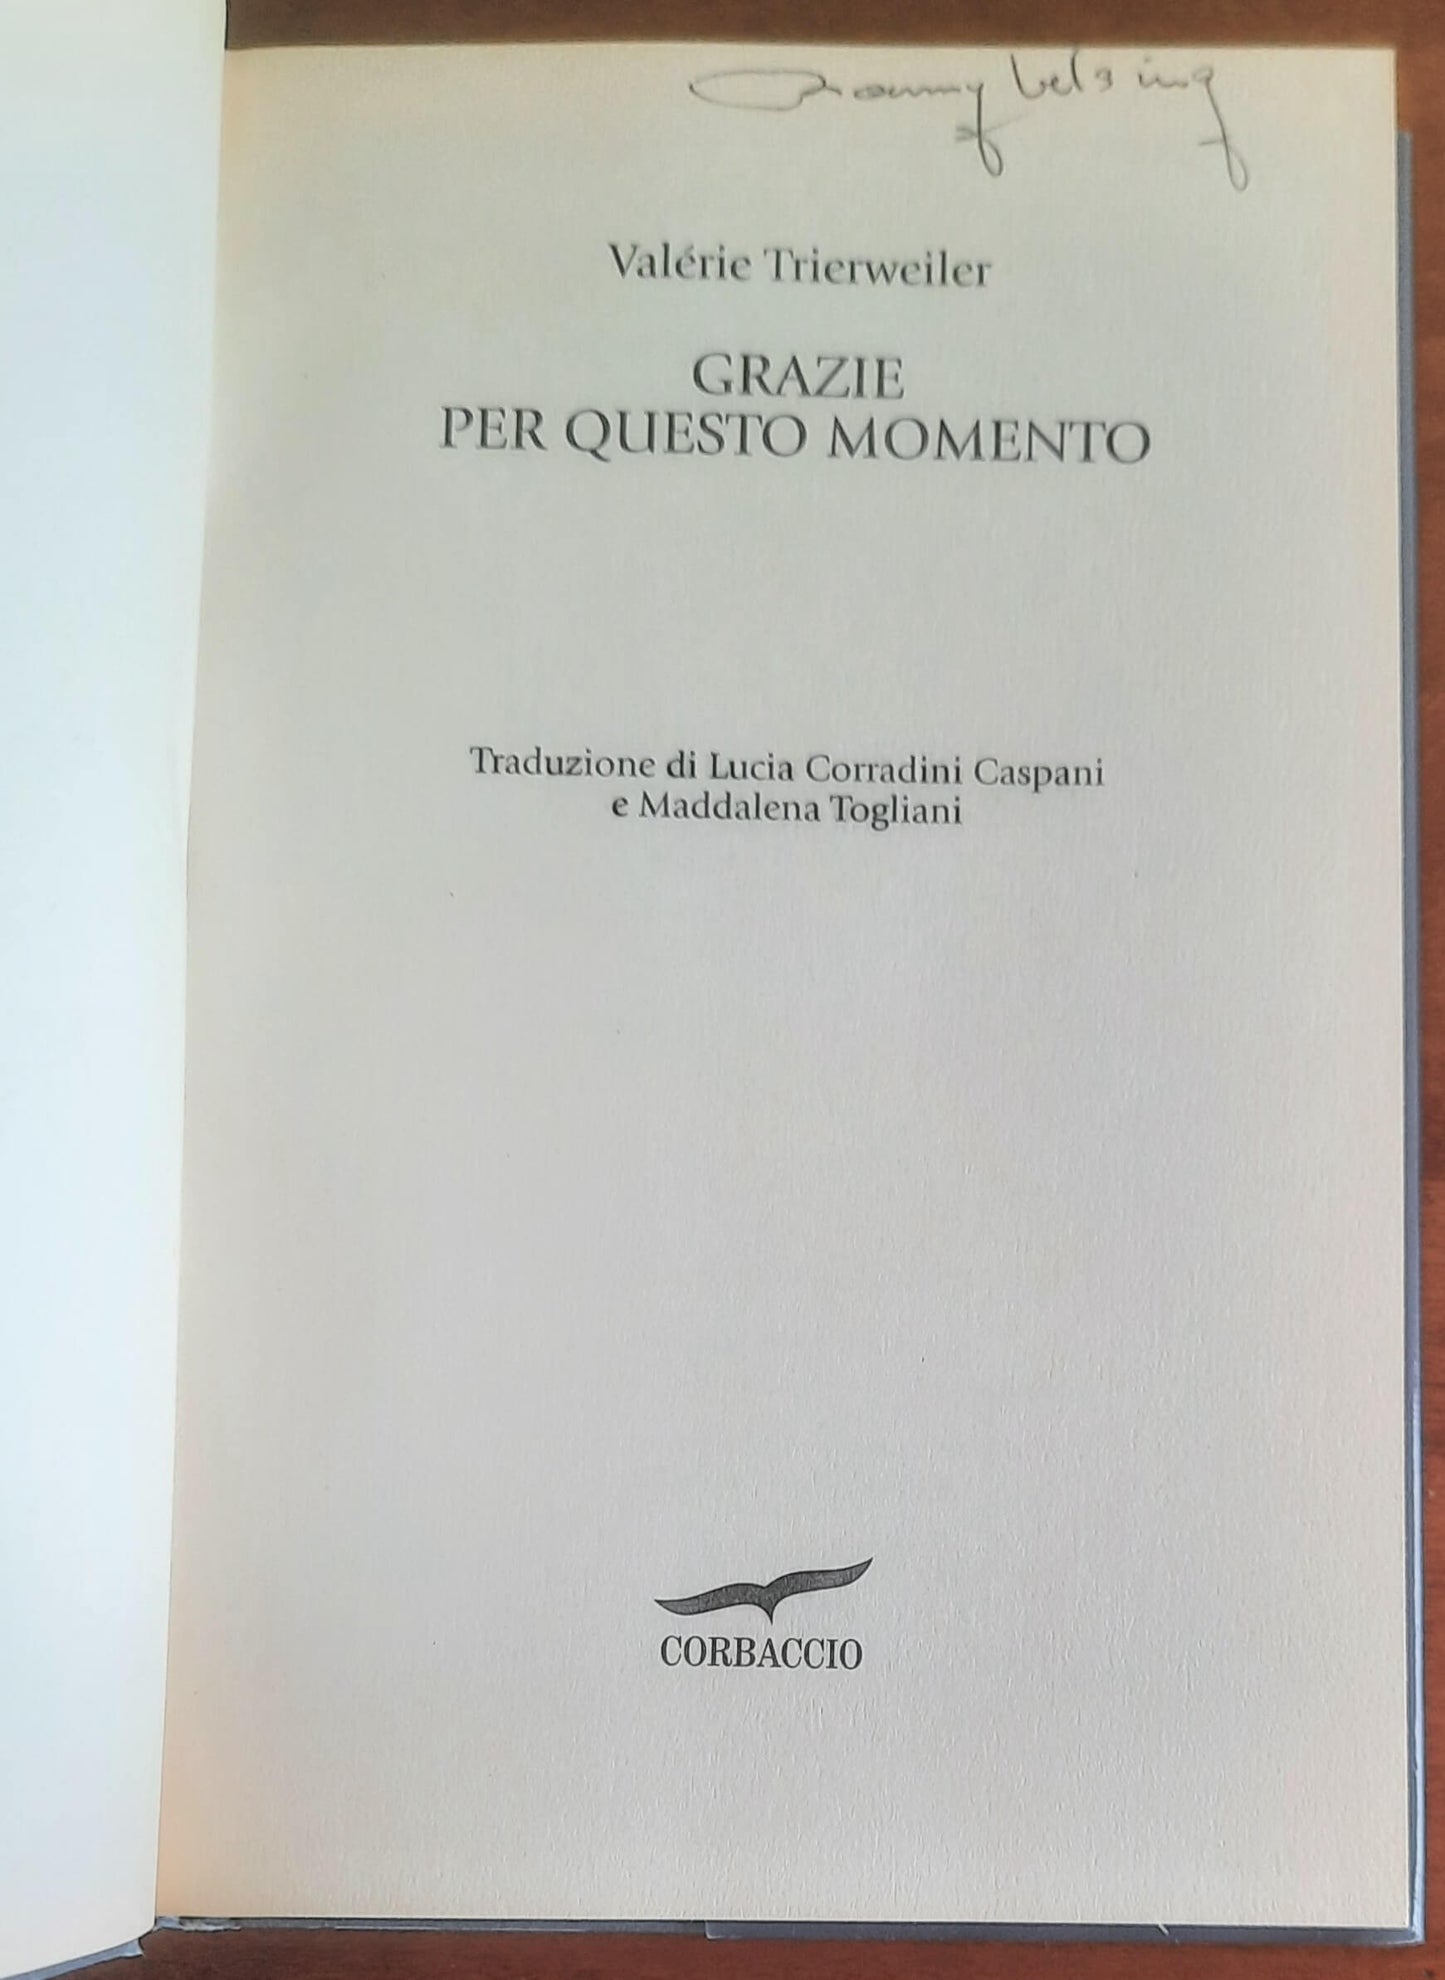 Valérie Trierweiler
GRAZIE
PER QUESTO MOMENTO
Traduzione di Lucia Corradini Caspani
e Maddalena Togliani
CORBACCIO